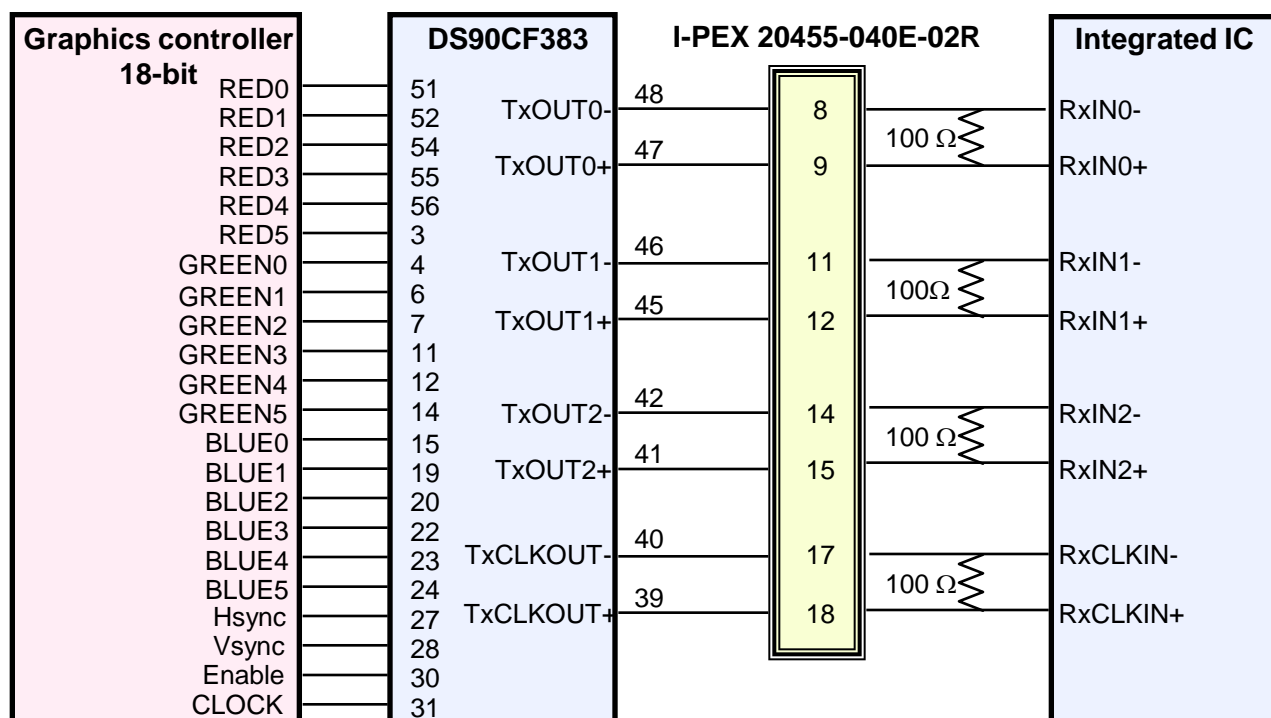 Graphics controller
18-bit
DS90CF383
I-PEX 20455-040E-02R
Integrated IC
RED0 51
RED1 52
RED2 54
RED3 55
RED4 56
RED5 3
GREEN0 4
GREEN1 6
GREEN2 7
GREEN3 11
GREEN4 12
GREEN5 14
BLUE0 15
BLUE1 19
BLUE2 20
BLUE3 22
BLUE4 23
BLUE5 24
Hsync 27
Vsync 28
Enable 30
CLOCK 31
TxOUT0- 48 8 RxIN0-
100 Ω
TxOUT0+ 47 9 RxIN0+
TxOUT1- 46 11 RxIN1-
100Ω
TxOUT1+ 45 12 RxIN1+
TxOUT2- 42 14 RxIN2-
100 Ω
TxOUT2+ 41 15 RxIN2+
TxCLKOUT- 40 17 RxCLKIN-
100 Ω
TxCLKOUT+ 39 18 RxCLKIN+